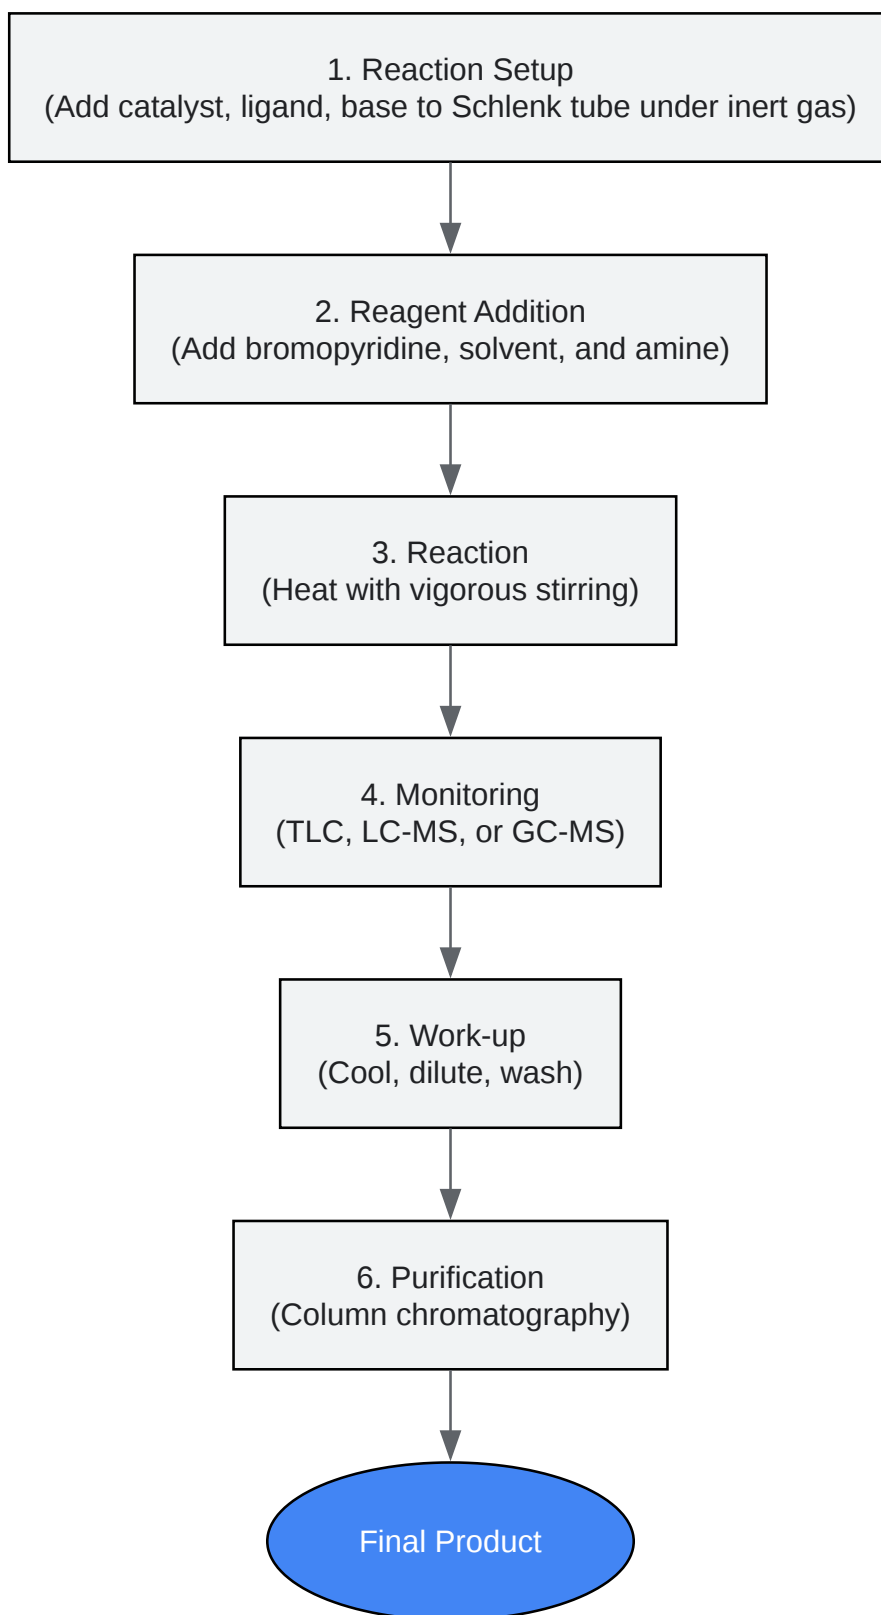 1. Reaction Setup
(Add catalyst, ligand, base to Schlenk tube under inert gas)
2. Reagent Addition
(Add bromopyridine, solvent, and amine)
3. Reaction
(Heat with vigorous stirring)
4. Monitoring
(TLC, LC-MS, or GC-MS)
5. Work-up
(Cool, dilute, wash)
6. Purification
(Column chromatography)
Final Product